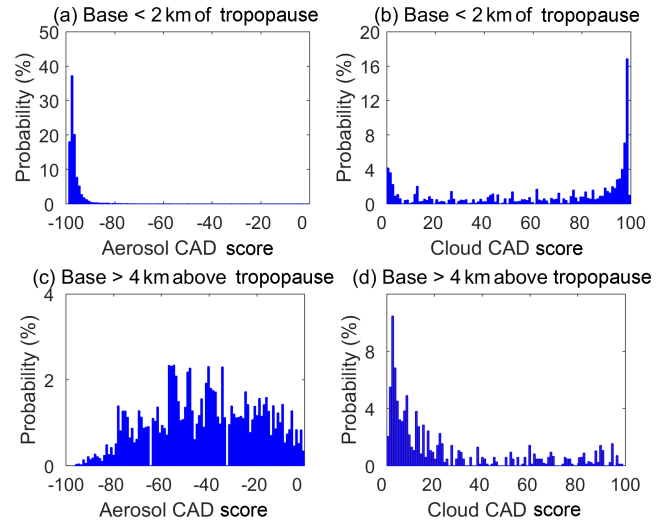 (a) Base < 2 km of tropopause
(b) Base < 2 km of tropopause
50
40
30
20
10
0
Probability (%)
-100 -80 -60 -40 -20 0
Aerosol CAD score
20
16
12
8
4
0
Probability (%)
0 20 40 60 80 100
Cloud CAD score
(c) Base > 4 km above tropopause
(d) Base > 4 km above tropopause
4
2
0
Probability (%)
-100 -80 -60 -40 -20 0
Aerosol CAD score
8
4
0
Probability (%)
0 20 40 60 80 100
Cloud CAD score